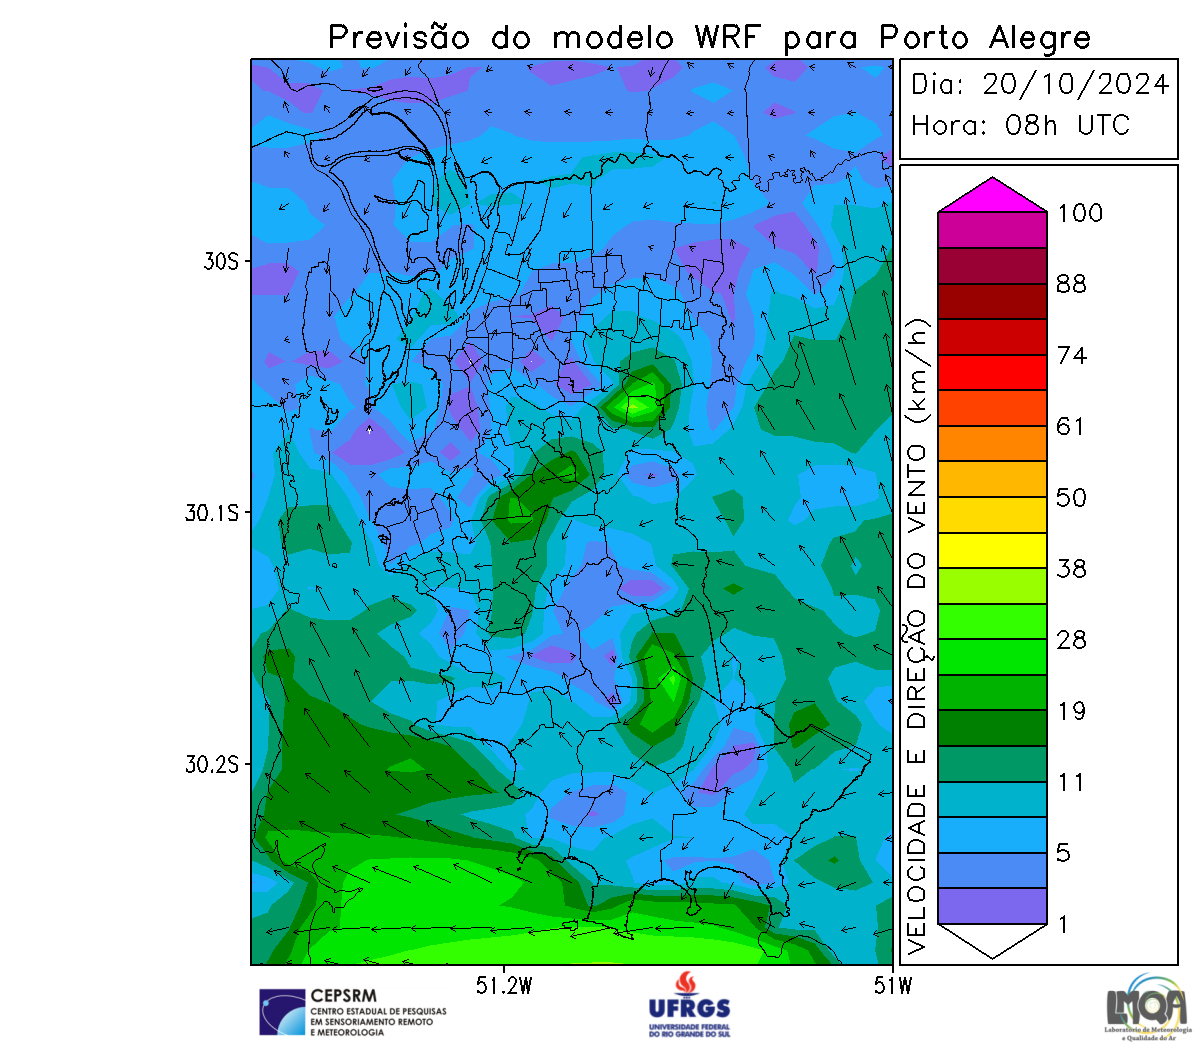 Previsão do modelo WRF para Porto Alegre
Dia: 20/10/2024
Hora: 08h UTC
30S
30.1S
30.2S
51.2W
51W
VELOCIDADE E DIREÇÃO DO VENTO (km/h)
100
88
74
61
50
38
28
19
11
5
1
CEPSRM
CENTRO ESTADUAL DE PESQUISAS
EM SENSORIAMENTO REMOTO
E METEOROLOGIA
UFRGS
UNIVERSIDADE FEDERAL
DO RIO GRANDE DO SUL
LMQA
Laboratório de Meteorologia
e Qualidade do Ar